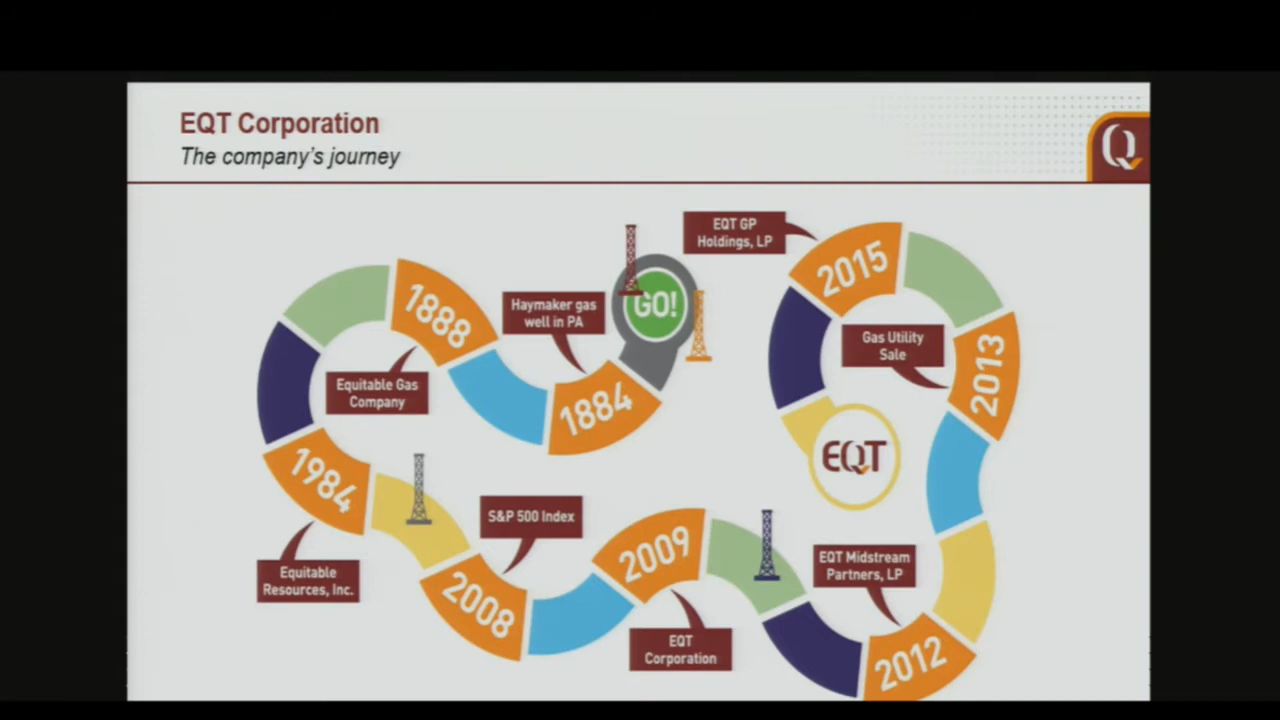 EQT Corporation
The company's journey
Q
GO!
Haymaker gas
well in PA
1884
1888
Equitable Gas
Company
1984
Equitable
Resources, Inc.
S&P 500 Index
2008
2009
EQT
Corporation
EQT Midstream
Partners, LP
2012
2013
Gas Utility
Sale
2015
EQT GP
Holdings, LP
EQT